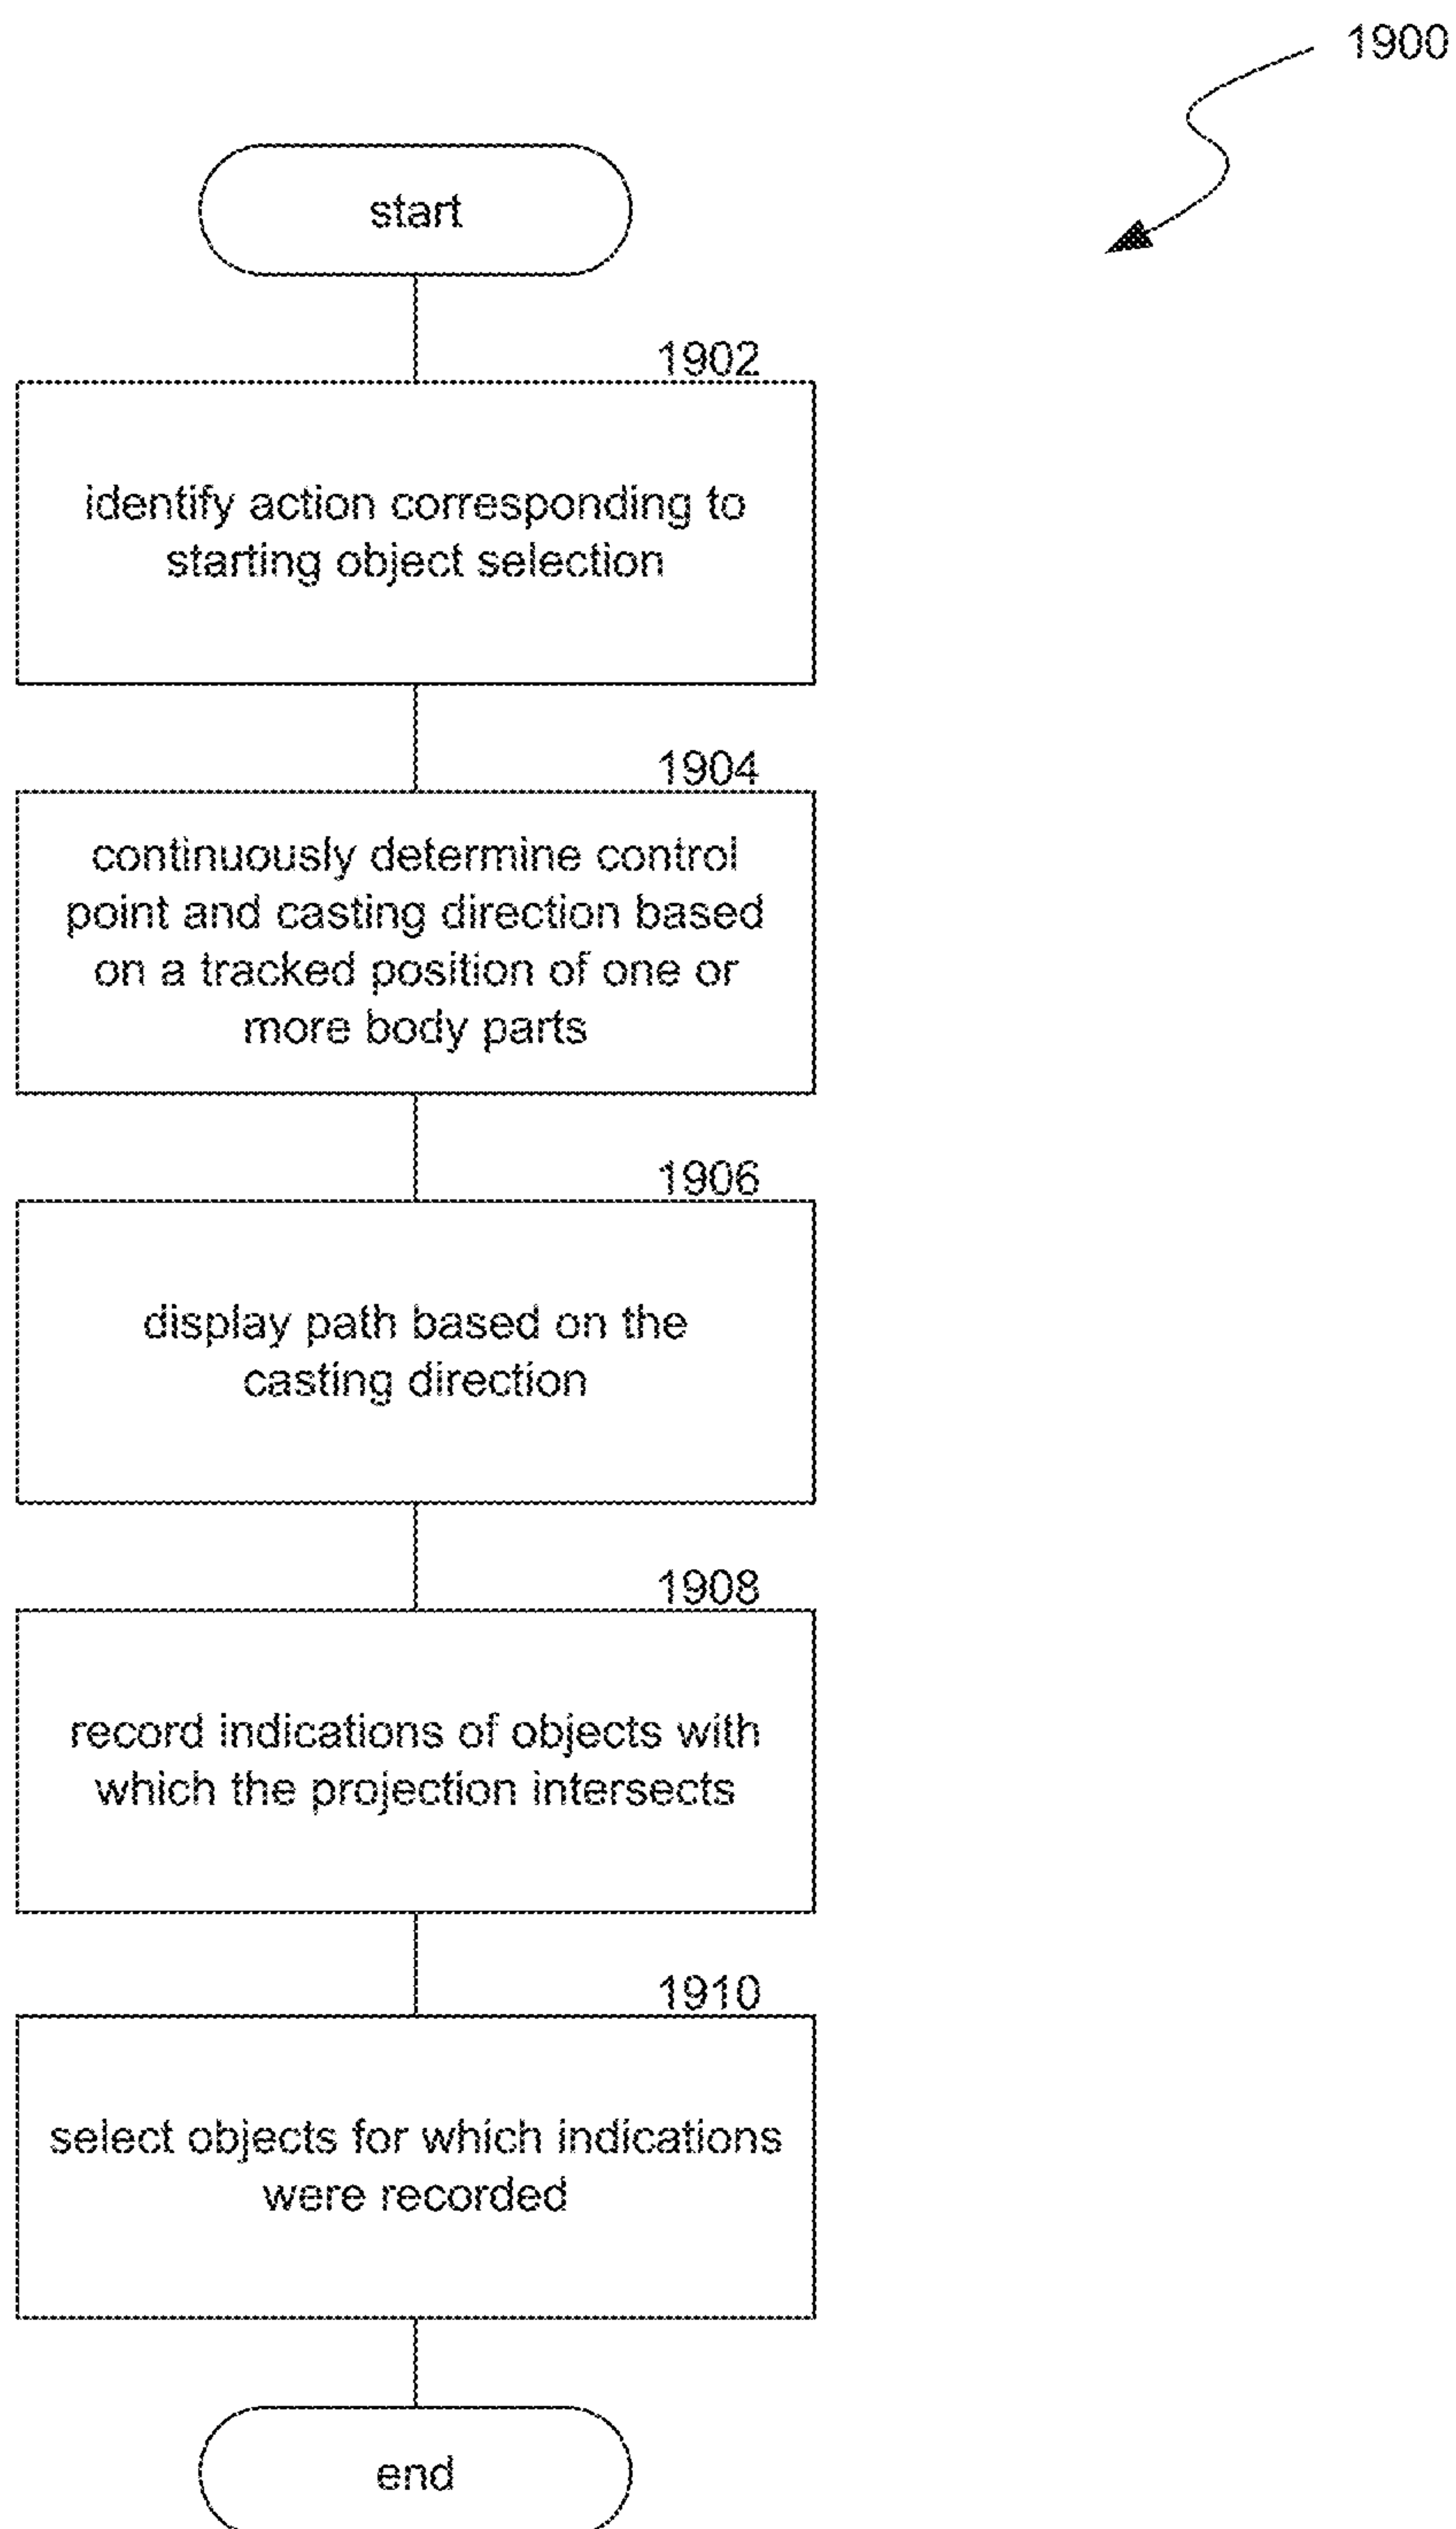 1900
start
1902
identify action corresponding to
starting object selection
1904
continuously determine control
point and casting direction based
on a tracked position of one or
more body parts
1906
display path based on the
casting direction
1908
record indications of objects with
which the projection intersects
1910
select objects for which indications
were recorded
end